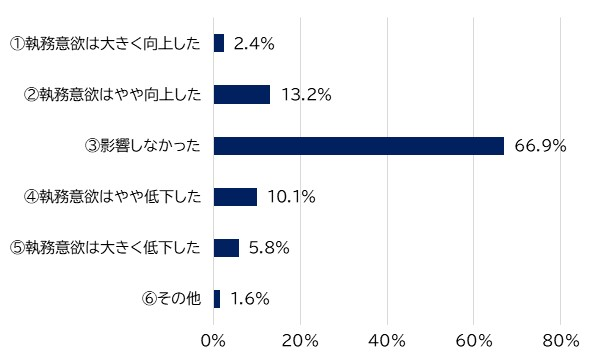 ①執務意欲は大きく向上した 2.4%
②執務意欲はやや向上した 13.2%
③影響しなかった 66.9%
④執務意欲はやや低下した 10.1%
⑤執務意欲は大きく低下した 5.8%
⑥その他 1.6%
0% 20% 40% 60% 80%